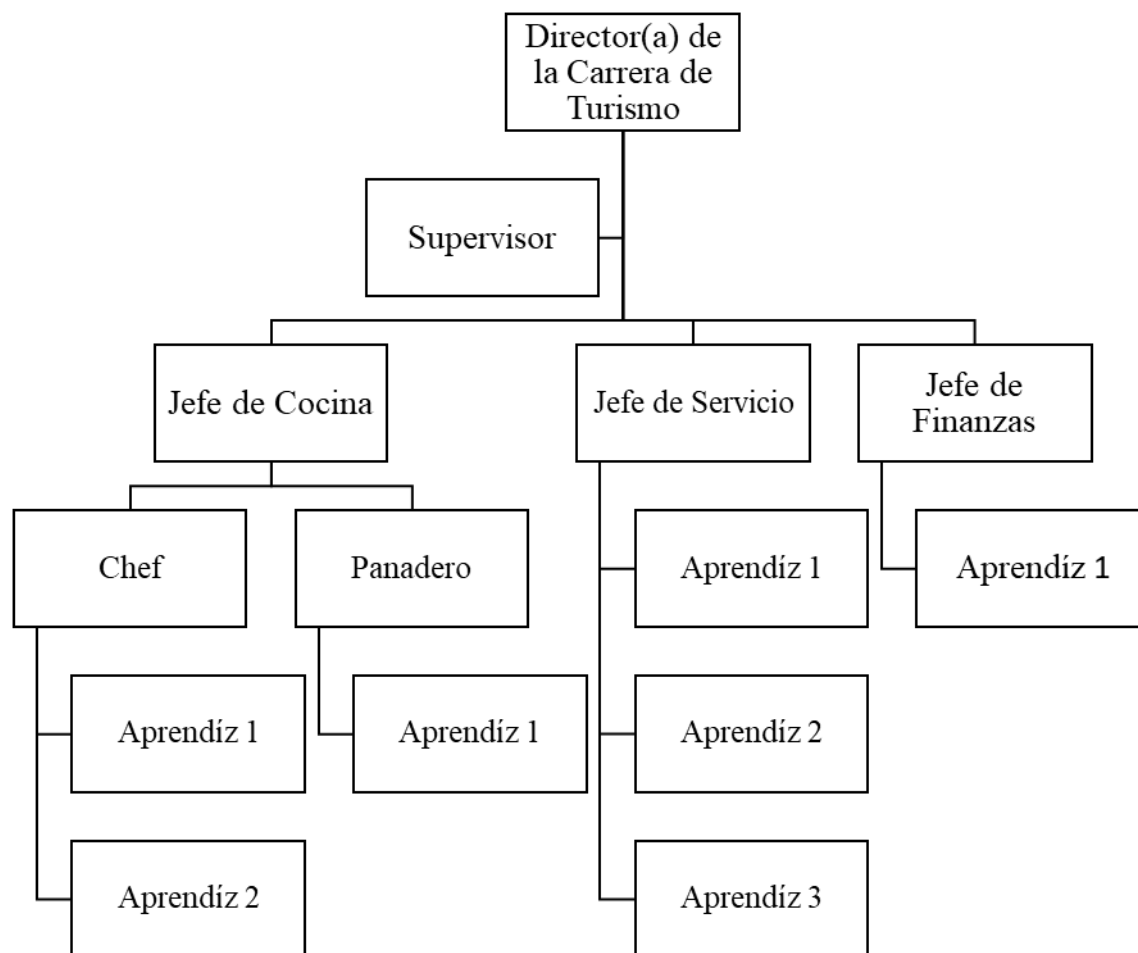 Director(a) de
la Carrera de
Turismo
Supervisor
Jefe de Cocina
Jefe de Servicio
Jefe de
Finanzas
Chef
Panadero
Aprendíz 1
Aprendíz 1
Aprendíz 1
Aprendíz 1
Aprendíz 2
Aprendíz 2
Aprendíz 3